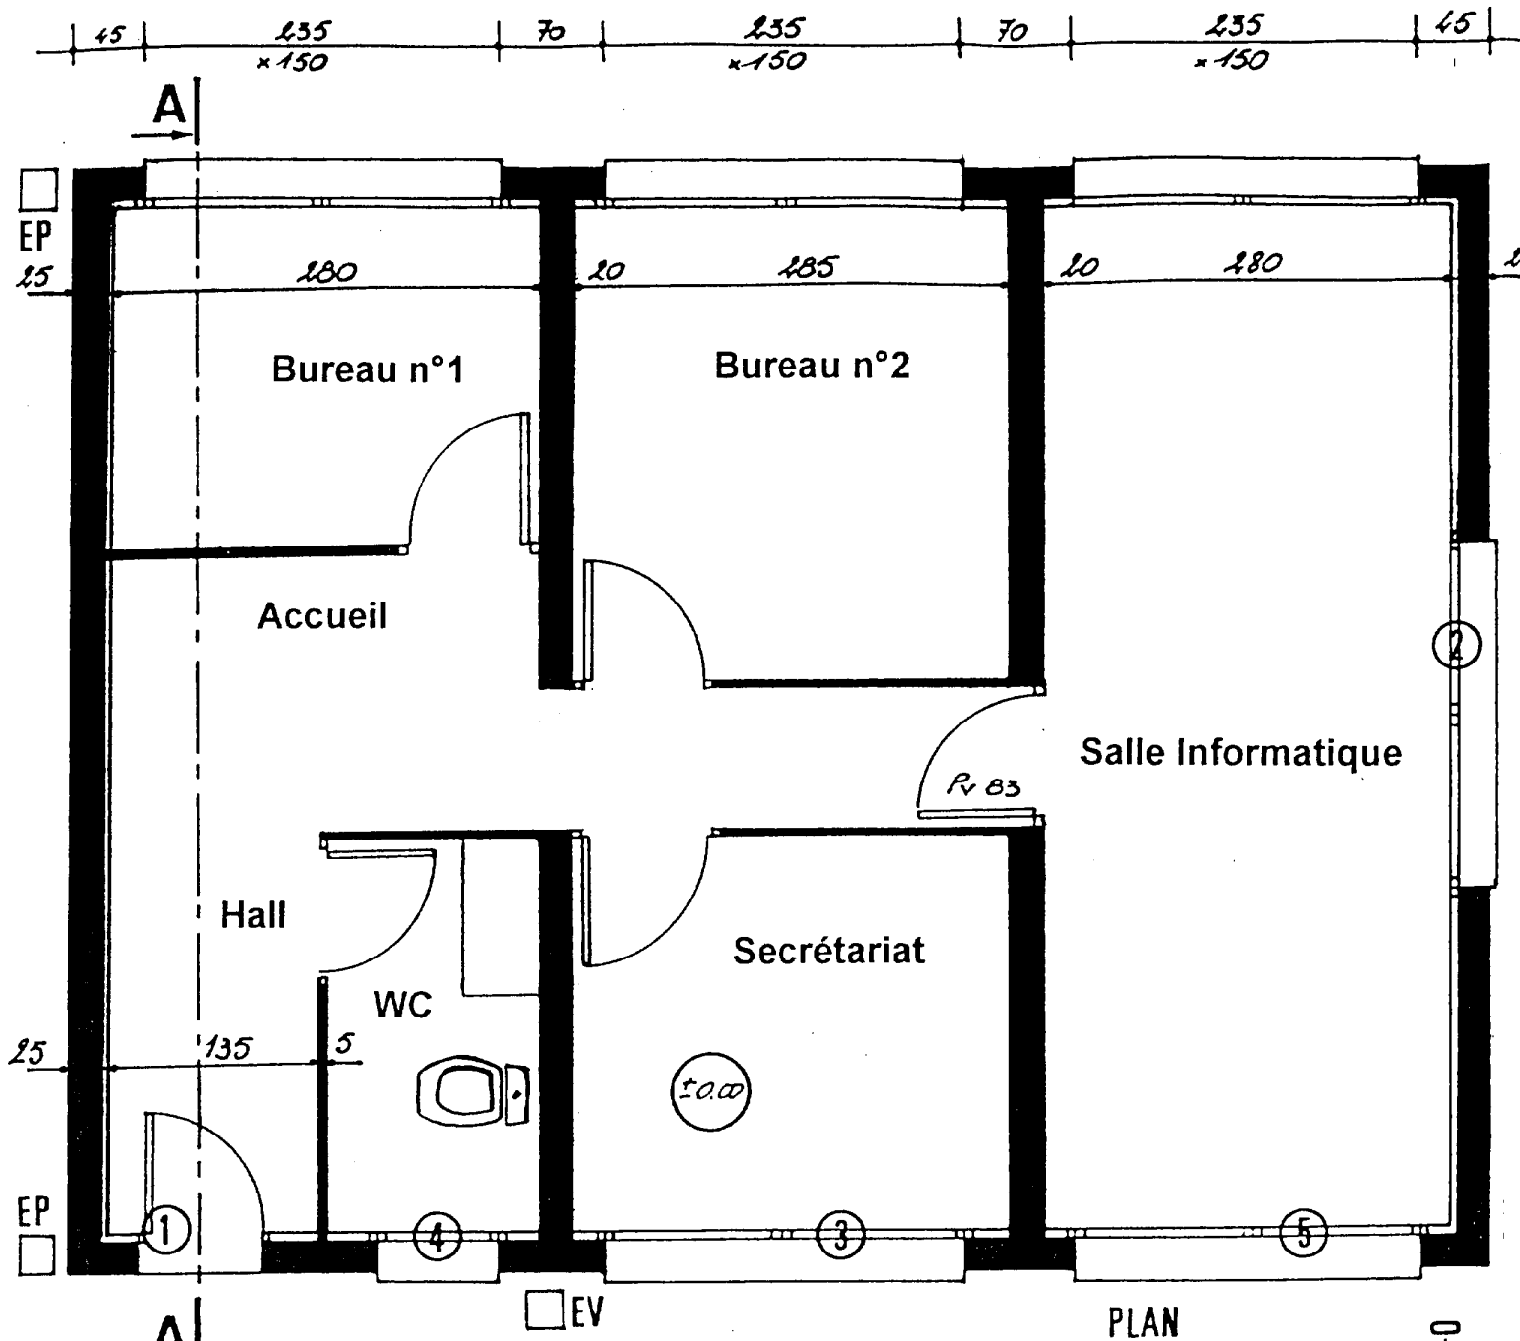 45 235 70 235 70 235 45
×150 ×150 ×150
A
EP
25 280 20 285 20 280
Bureau n°1 Bureau n°2
Accueil
2
Salle Informatique
Pv 83
Hall
Secrétariat
WC
25 135 5
±0.00
EP
1 4 3 5
EV
PLAN
A